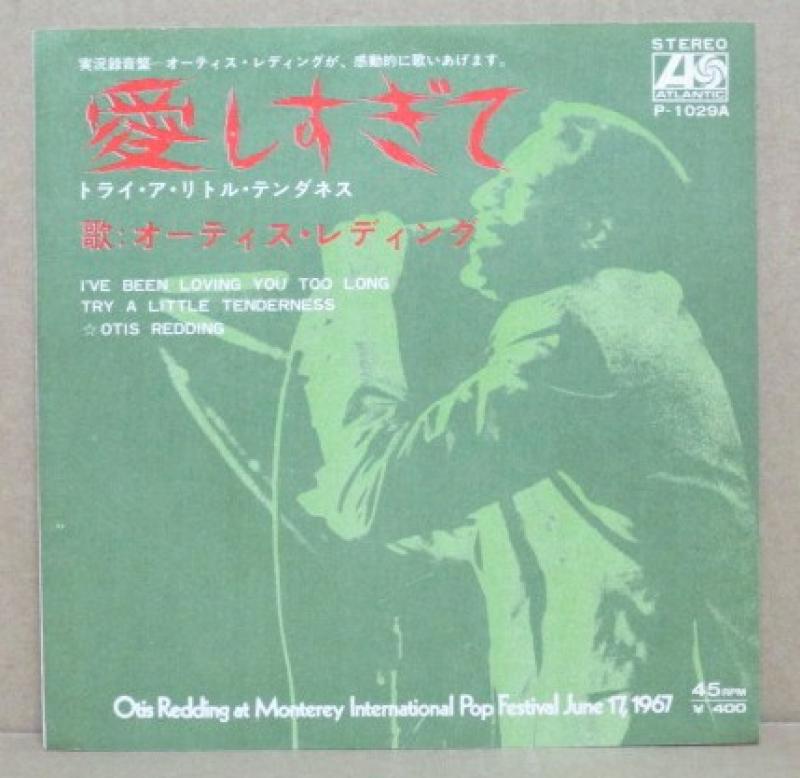 実況録音盤―オーティス・レディングが、感動的に歌いあげます。
愛しすぎて
トライ・ア・リトル・テンダネス
歌:オーティス・レディング
I'VE BEEN LOVING YOU TOO LONG
TRY A LITTLE TENDERNESS
☆OTIS REDDING
STEREO
ATLANTIC
P-1029A
Otis Redding at Monterey International Pop Festival June 17, 1967
45RPM
¥ 400